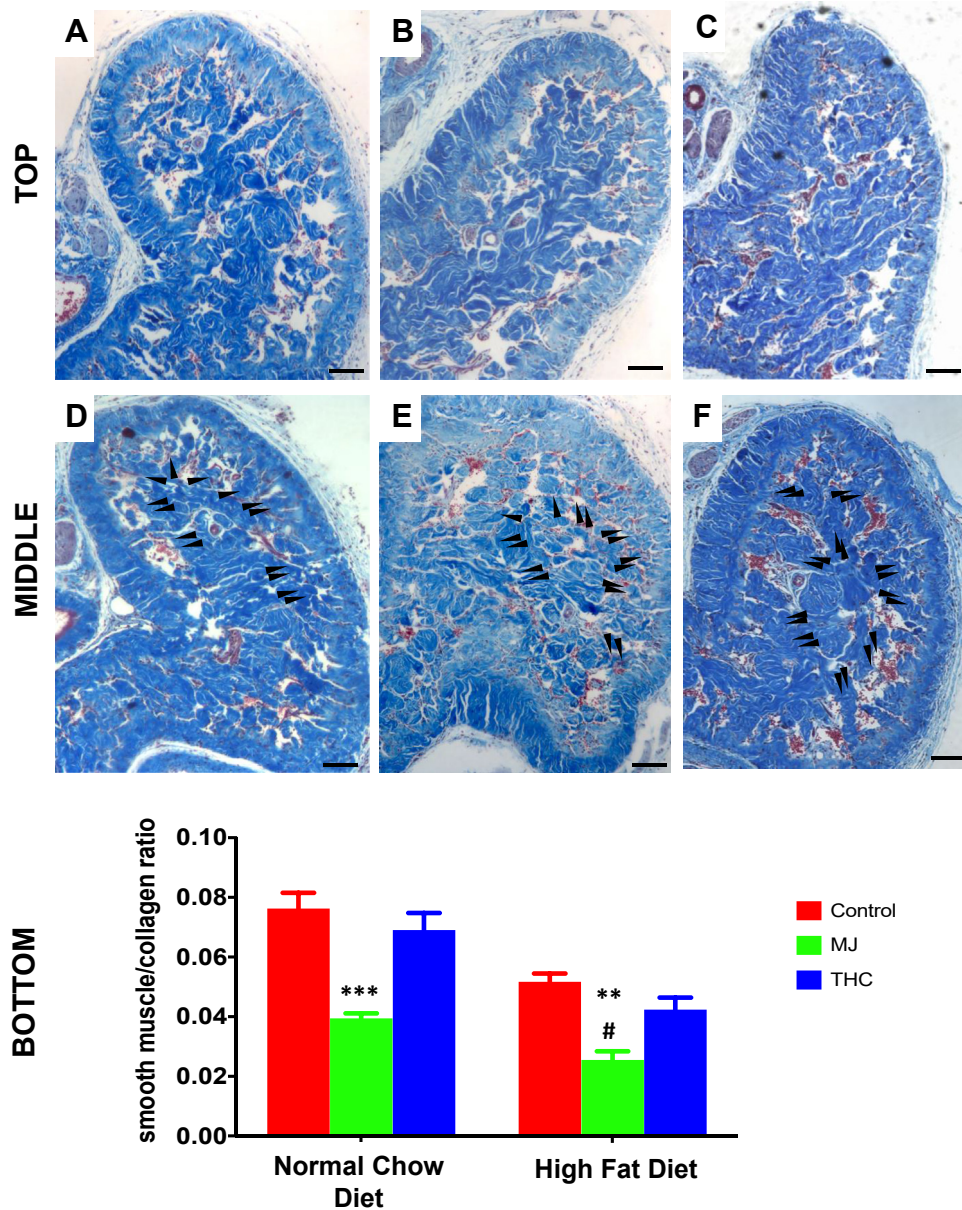 A
B
C
TOP
D
E
F
MIDDLE
BOTTOM
smooth muscle/collagen ratio
0.10
0.08
0.06
0.04
0.02
0.00
***
**
#
Normal Chow
Diet
High Fat Diet
Control
MJ
THC